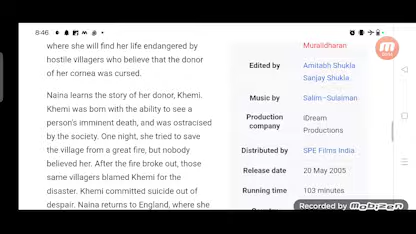 8:46
where she will find her life endangered by
hostile villagers who believe that the donor
of her cornea was cursed.
Naina learns the story of her donor, Khemi.
Khemi was born with the ability to see a
person's imminent death, and was ostracised
by the society. One night, she tried to save
the village from a great fire, but nobody
believed her. After the fire broke out, those
same villagers blamed Khemi for the
disaster. Khemi committed suicide out of
despair. Naina returns to England, where she
Muralidharan
Edited by
Amitabh Shukla
Sanjay Shukla
Music by
Salim–Sulaiman
Production
company
iDream
Productions
Distributed by
SPE Films India
Release date
20 May 2005
Running time
103 minutes
Recorded by
MOBIZEN